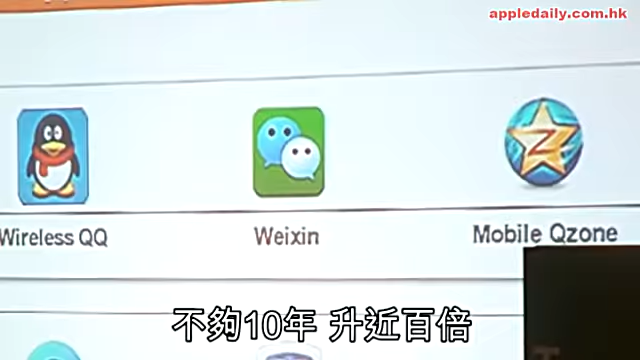 appledaily.com.hk
Wireless QQ
Weixin
Mobile Qzone
不夠10年 升近百倍